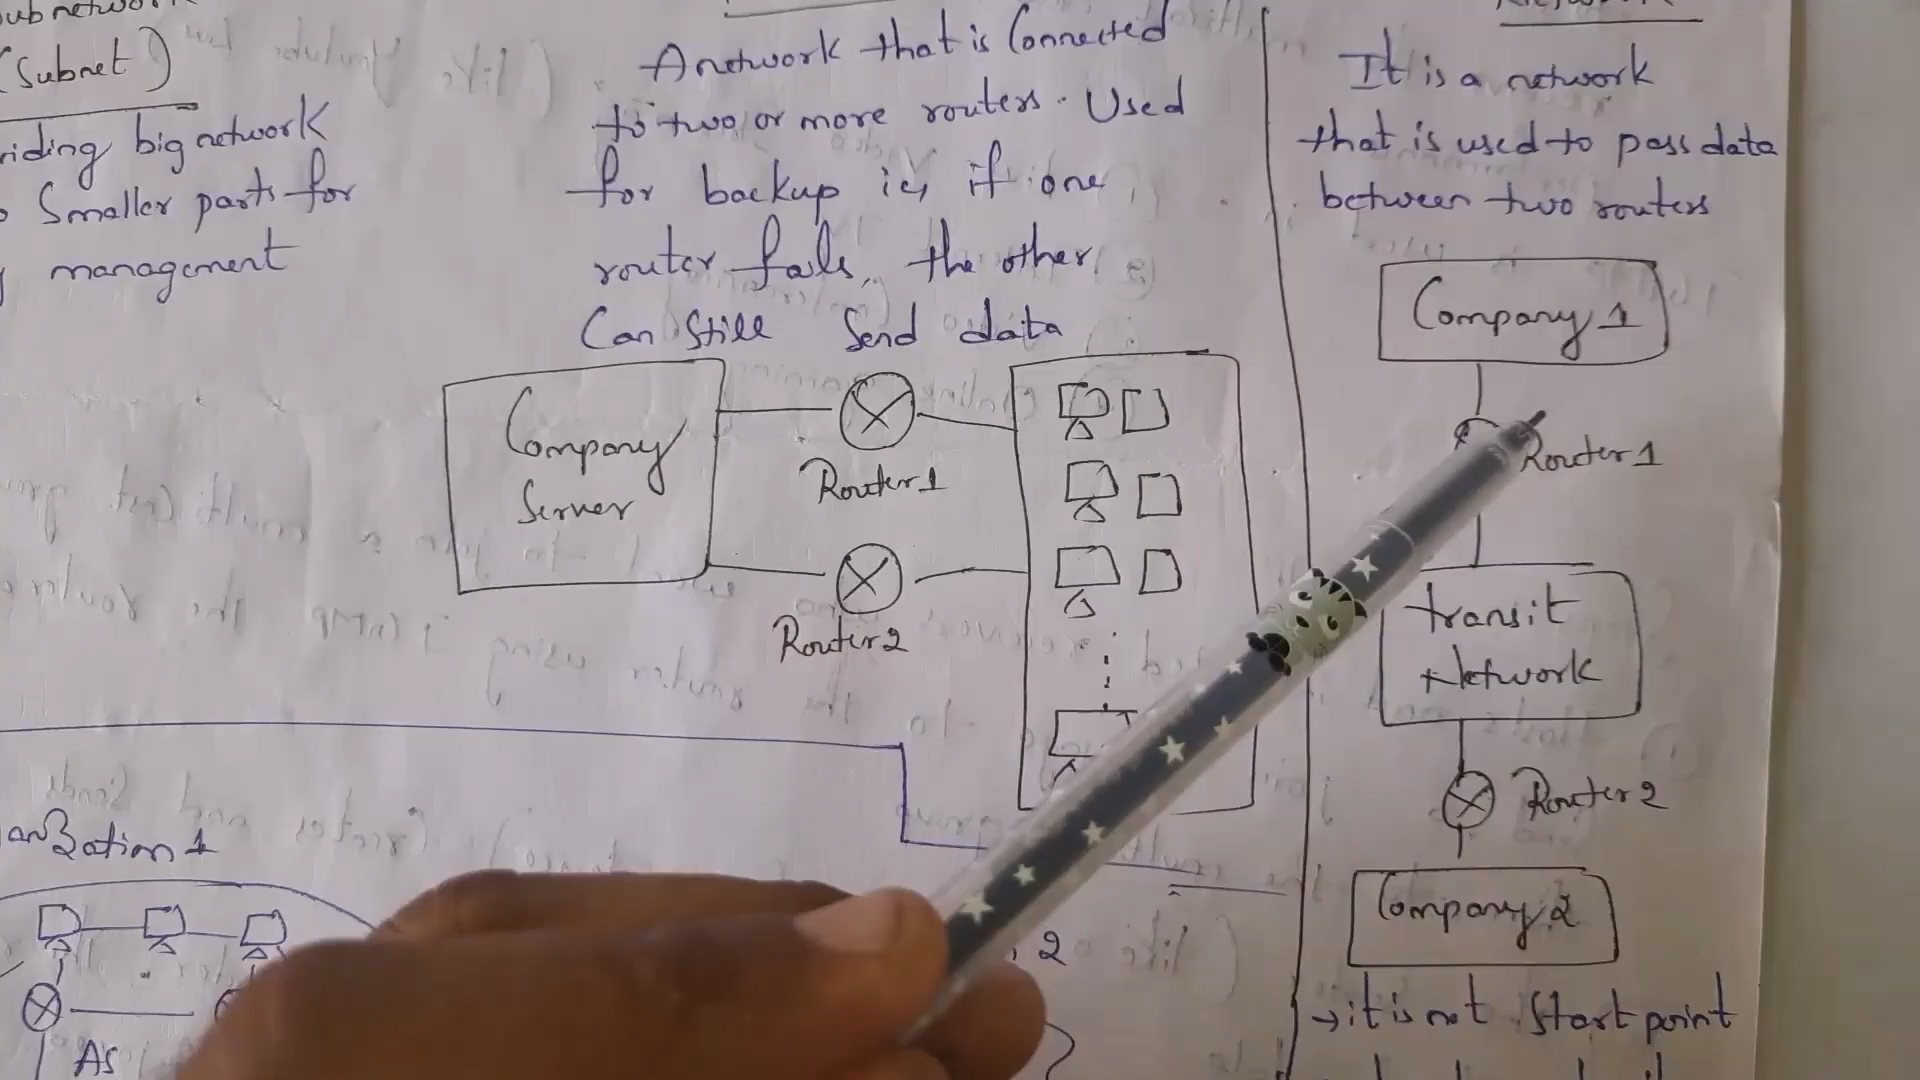 (Subnet)
big network
Smaller parts for
management
A network that is Connected
to two or more routers. Used
for backup ie, if one
router fails, the other
Can Still Send data
Company
Server
Router 1
Router 2
It is a network
that is used to pass data
between two routers
Company 1
Router 1
transit
Network
Router 2
Company 2
→ it is not Start point
AS
2